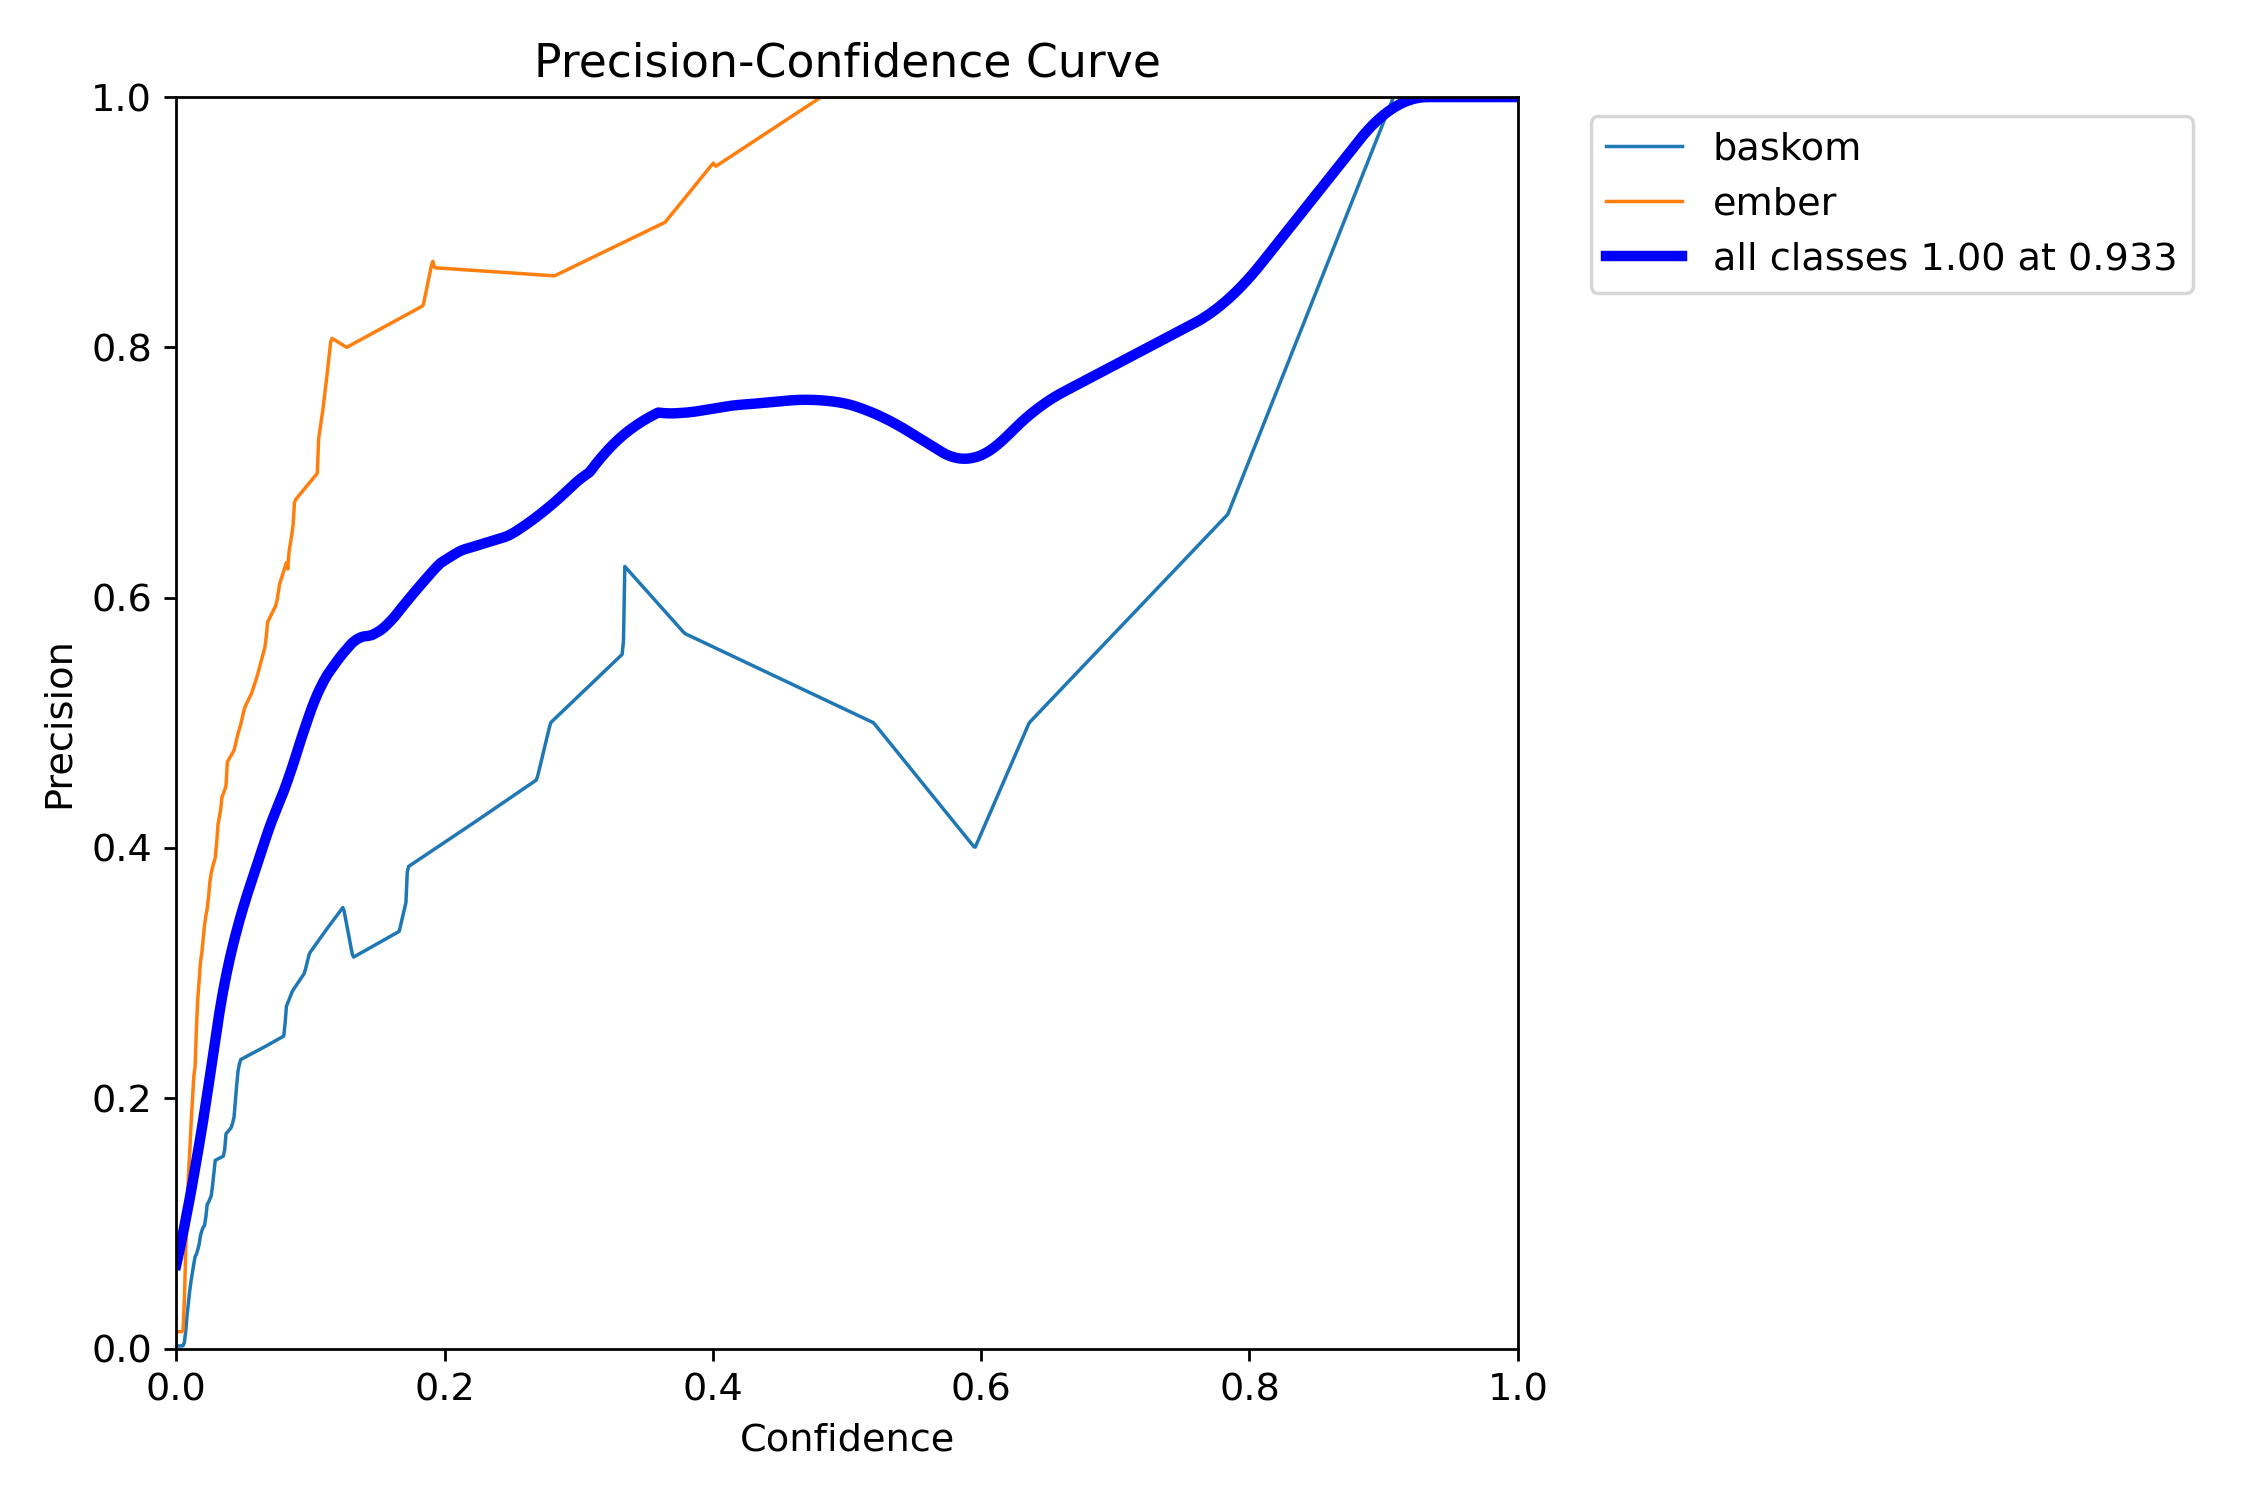 Precision-Confidence Curve
1.0
0.8
0.6
0.4
0.2
0.0
Precision
0.0 0.2 0.4 0.6 0.8 1.0
Confidence
baskom
ember
all classes 1.00 at 0.933